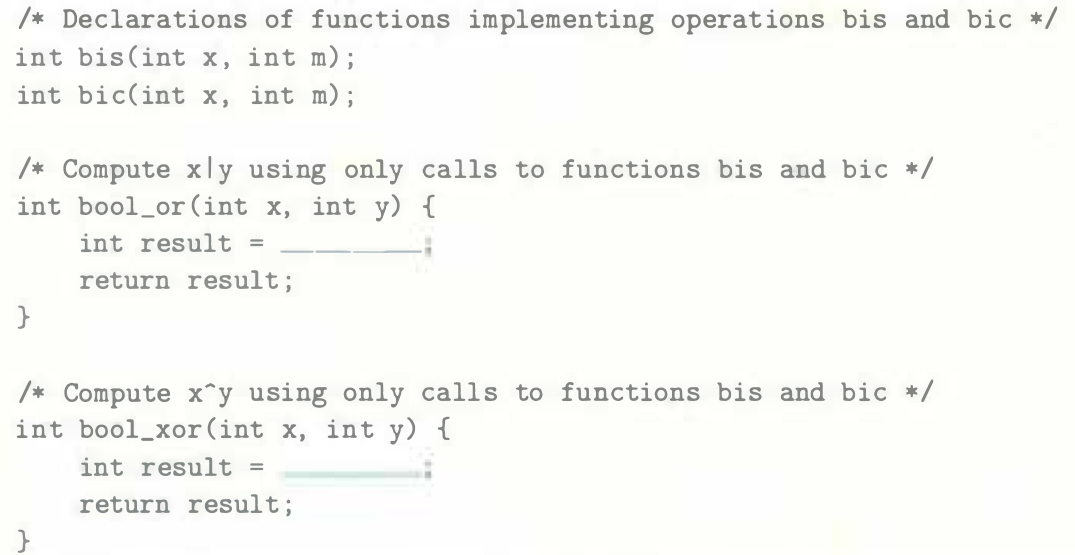 /* Declarations of functions implementing operations bis and bic */
int bis(int x, int m);
int bic(int x, int m);
/* Compute x|y using only calls to functions bis and bic */
int bool_or(int x, int y) {
int result = ________;
return result;
}
/* Compute x^y using only calls to functions bis and bic */
int bool_xor(int x, int y) {
int result = ________;
return result;
}